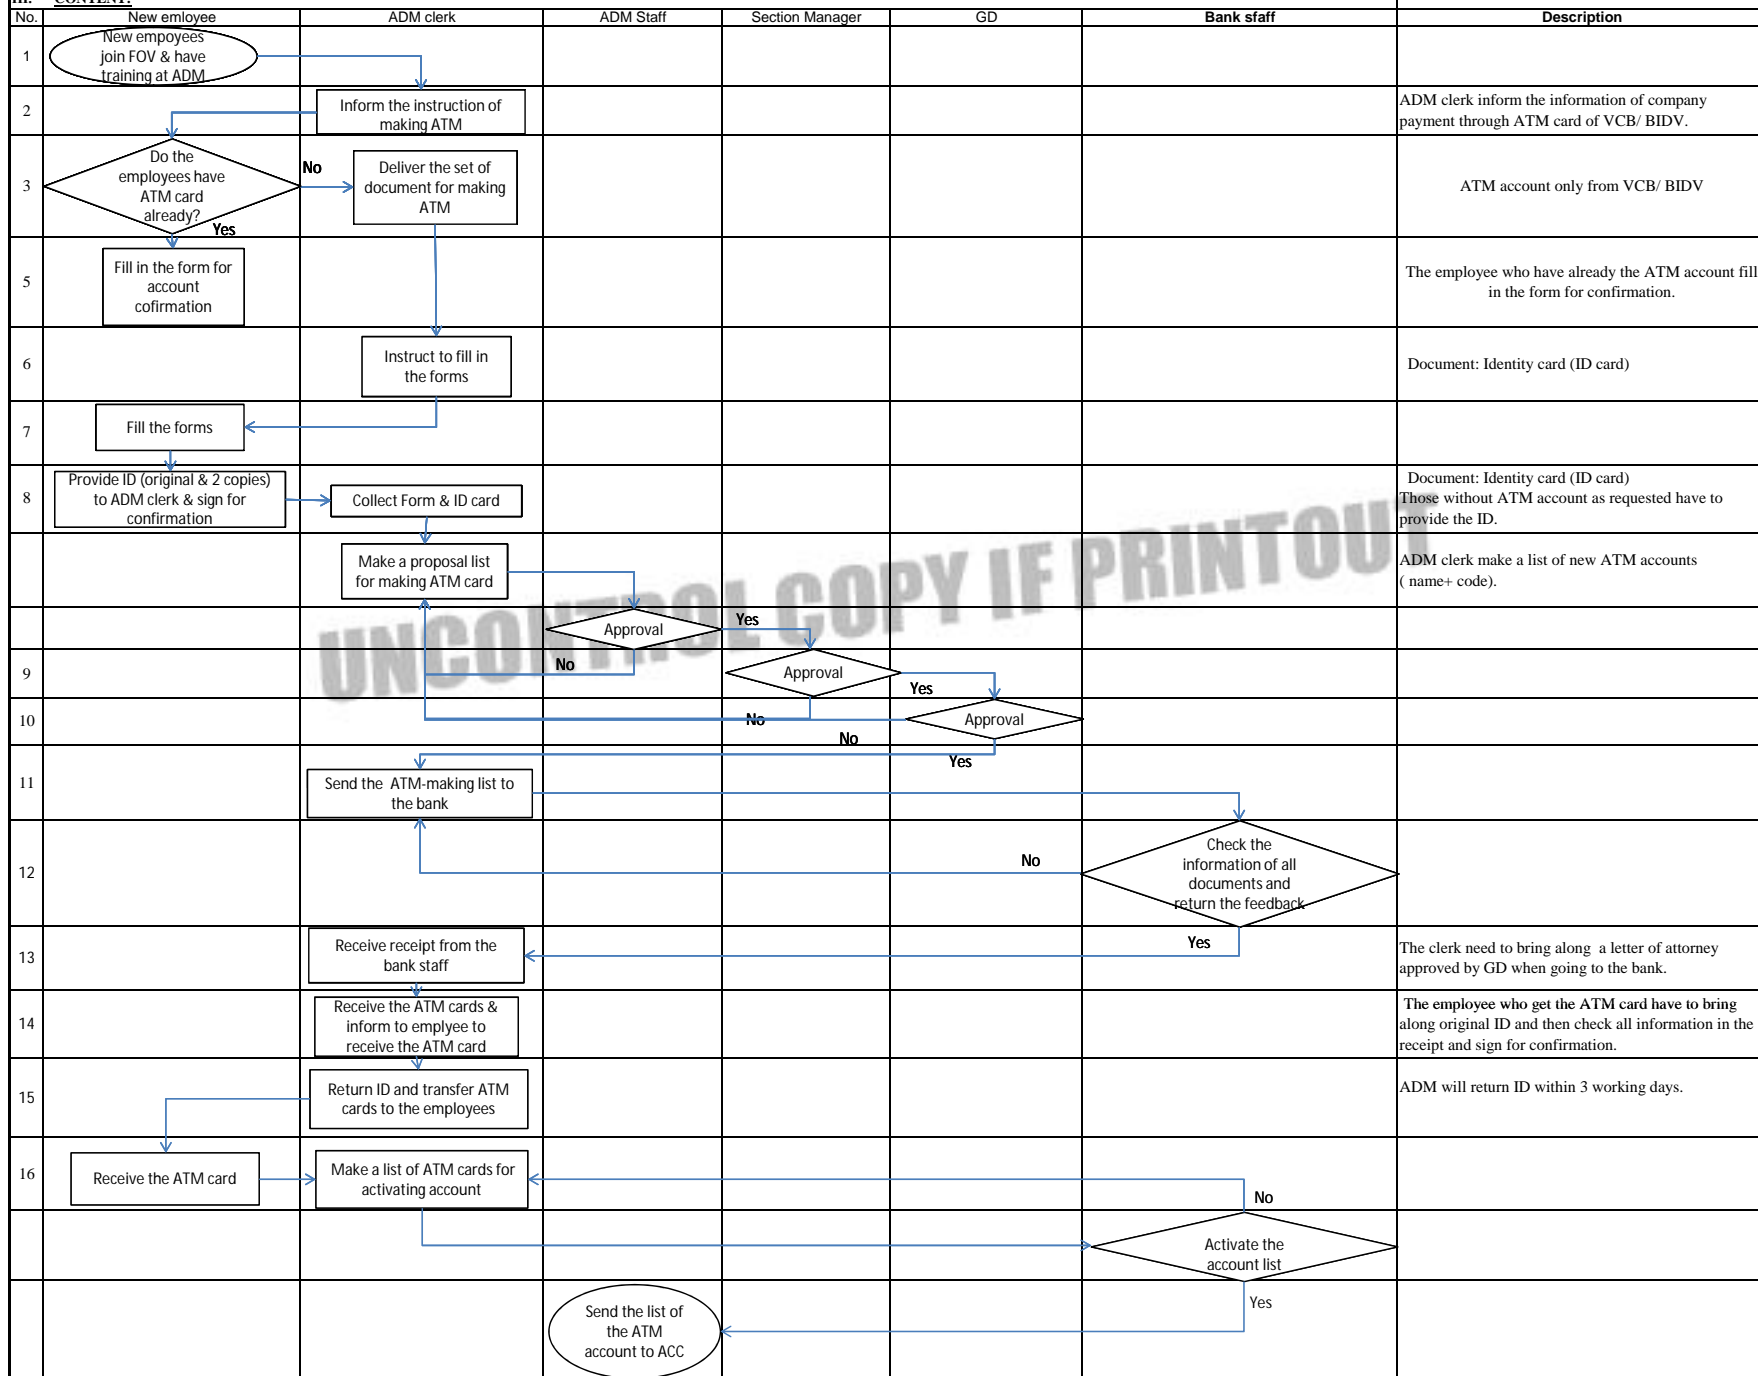 III. CONTENT:
No. New emloyee ADM clerk ADM Staff Section Manager GD Bank sfaff Description
1
New empoyees
join FOV & have
training at ADM
2
Inform the instruction of
making ATM
ADM clerk inform the information of company
payment through ATM card of VCB/ BIDV.
3
Do the
employees have
ATM card
already?
No
Yes
Deliver the set of
document for making
ATM
ATM account only from VCB/ BIDV
5
Fill in the form for
account
cofirmation
The employee who have already the ATM account fill
in the form for confirmation.
6
Instruct to fill in
the forms
Document: Identity card (ID card)
7
Fill the forms
8
Provide ID (original & 2 copies)
to ADM clerk & sign for
confirmation
Collect Form & ID card
Document: Identity card (ID card)
Those without ATM account as requested have to
provide the ID.
Make a proposal list
for making ATM card
ADM clerk make a list of new ATM accounts
( name+ code).
UNCONTROL COPY IF PRINTOUT
Approval
Yes
9
No
Approval
Yes
10
No
Approval
No
Yes
11
Send the ATM-making list to
the bank
12
No
Check the
information of all
documents and
return the feedback
13
Receive receipt from the
bank staff
Yes
The clerk need to bring along a letter of attorney
approved by GD when going to the bank.
14
Receive the ATM cards &
inform to emplyee to
receive the ATM card
The employee who get the ATM card have to bring
along original ID and then check all information in the
receipt and sign for confirmation.
15
Return ID and transfer ATM
cards to the employees
ADM will return ID within 3 working days.
16
Receive the ATM card
Make a list of ATM cards for
activating account
No
Activate the
account list
Yes
Send the list of
the ATM
account to ACC